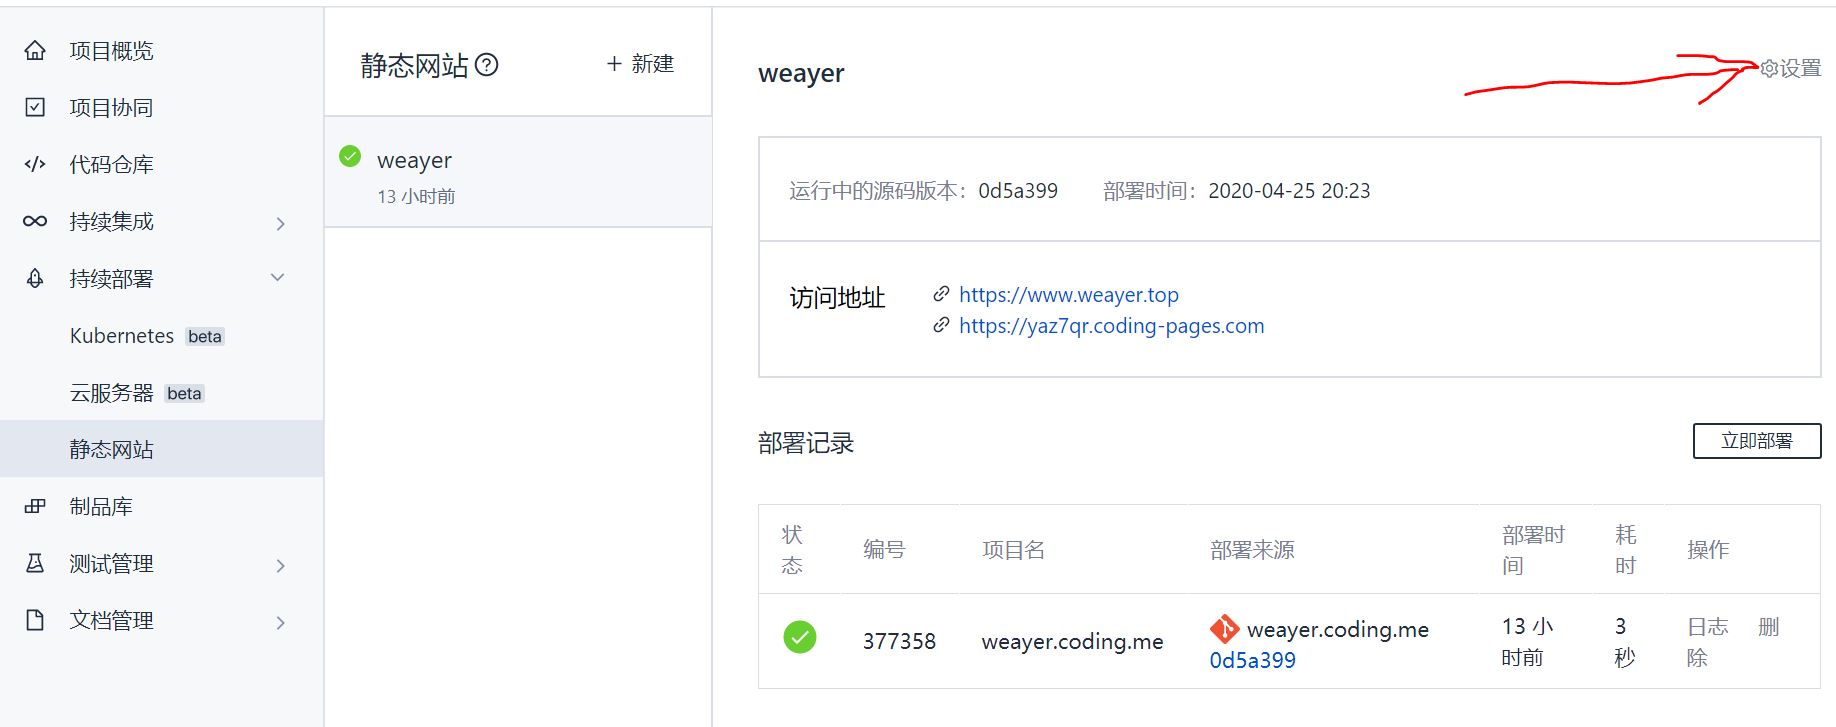 项目概览
项目协同
代码仓库
持续集成
持续部署
Kubernetes beta
云服务器 beta
静态网站
制品库
测试管理
文档管理
静态网站 ?
+ 新建
weayer
13 小时前
weayer
设置
运行中的源码版本: 0d5a399 部署时间: 2020-04-25 20:23
访问地址
https://www.weayer.top
https://yaz7qr.coding-pages.com
部署记录
立即部署
状态
编号
项目名
部署来源
部署时间
耗时
操作
377358
weayer.coding.me
weayer.coding.me
0d5a399
13 小
时前
3
秒
日志 删
除